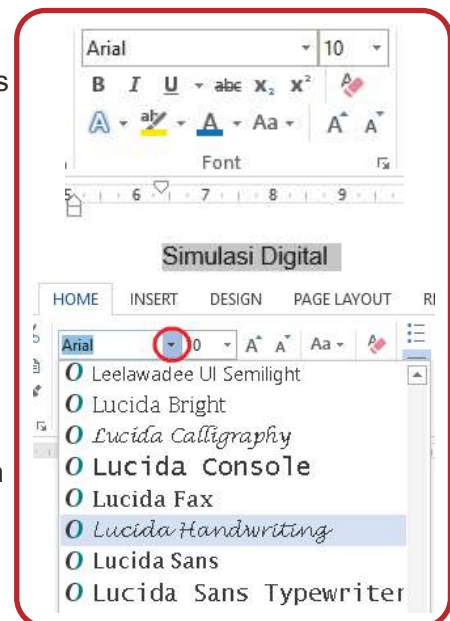 Arial 10
B I U abc X₂ X²
A ab A Aa A A
Font
6 7 8 9
Simulasi Digital
HOME INSERT DESIGN PAGE LAYOUT
Arial 0 A A Aa
O Leelawadee UI Semilight
O Lucida Bright
O Lucida Calligraphy
O Lucida Console
O Lucida Fax
O Lucida Handwriting
O Lucida Sans
O Lucida Sans Typewriter